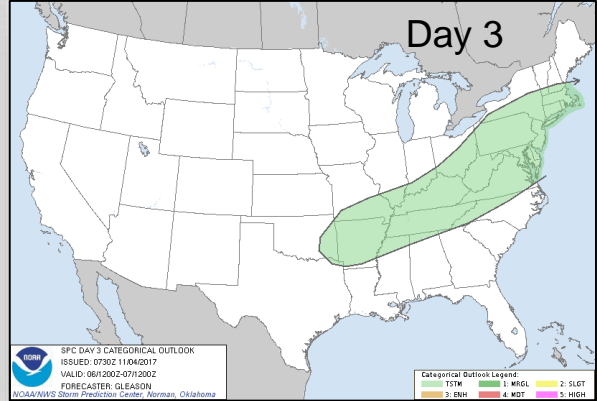 Day 3
NOAA
SPC DAY 3 CATEGORICAL OUTLOOK
ISSUED: 0730Z 11/04/2017
VALID: 06/1200Z-07/1200Z
FORECASTER: GLEASON
NOAA/NWS Storm Prediction Center, Norman, Oklahoma
Categorical Outlook Legend:
TSTM 1: MRGL 2: SLGT
3: ENH 4: MDT 5: HIGH